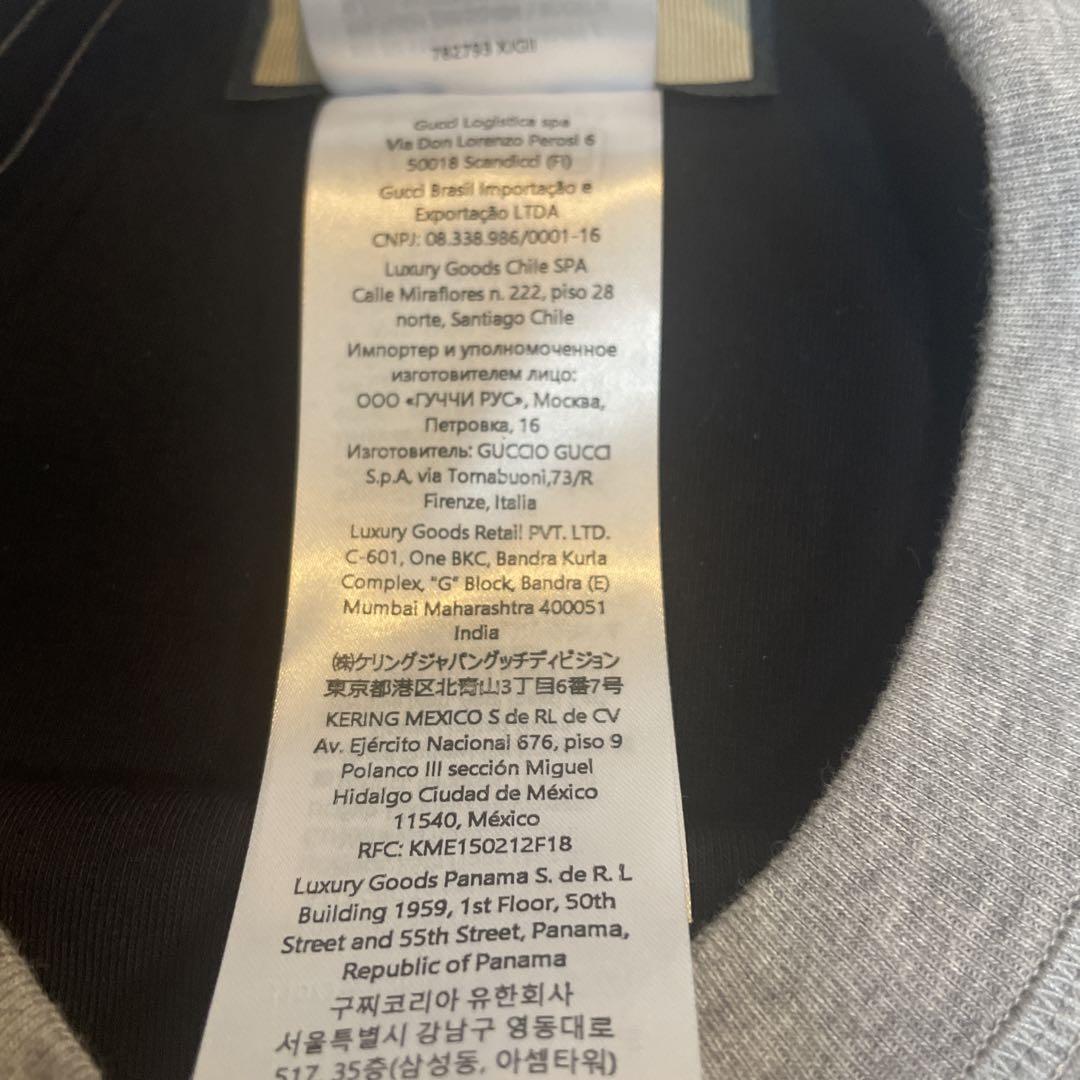 782793 XJGII
Gucci Logistica spa
Via Don Lorenzo Perosi 6
50018 Scandicci (FI)
Gucci Brasil Importação e
Exportação LTDA
CNPJ: 08.338.986/0001-16
Luxury Goods Chile SPA
Calle Miraflores n. 222, piso 28
norte, Santiago Chile
Импортер и уполномоченное
изготовителем лицо:
ООО «ГУЧЧИ РУС», Москва,
Петровка, 16
Изготовитель: GUCCIO GUCCI
S.p.A, via Tornabuoni,73/R
Firenze, Italia
Luxury Goods Retail PVT. LTD.
C-601, One BKC, Bandra Kurla
Complex, "G" Block, Bandra (E)
Mumbai Maharashtra 400051
India
㈱ケリングジャパングッチディビジョン
東京都港区北青山3丁目6番7号
KERING MEXICO S de RL de CV
Av. Ejército Nacional 676, piso 9
Polanco III sección Miguel
Hidalgo Ciudad de México
11540, México
RFC: KME150212F18
Luxury Goods Panama S. de R. L
Building 1959, 1st Floor, 50th
Street and 55th Street, Panama,
Republic of Panama
구찌코리아 유한회사
서울특별시 강남구 영동대로
517, 35층(삼성동, 아셈타워)